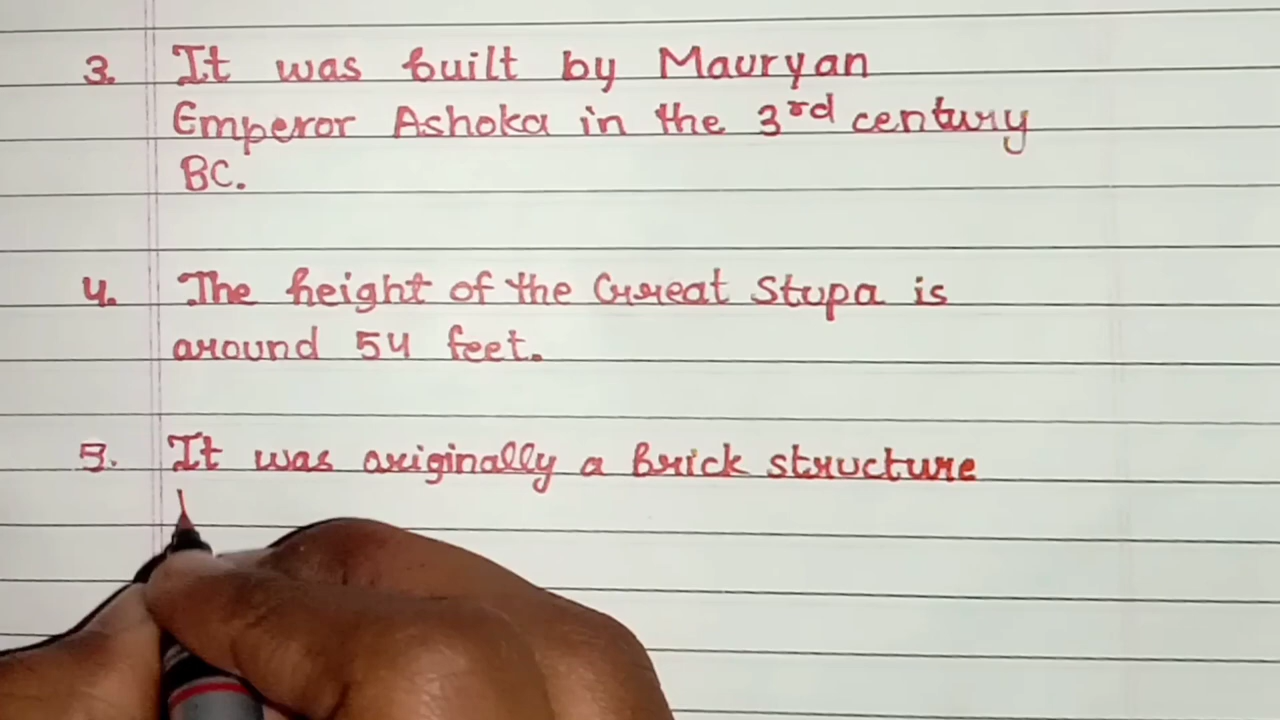 3. It was built by Mauryan
Emperor Ashoka in the 3rd century
BC.
4. The height of the Great Stupa is
around 54 feet.
5. It was originally a Brick structure